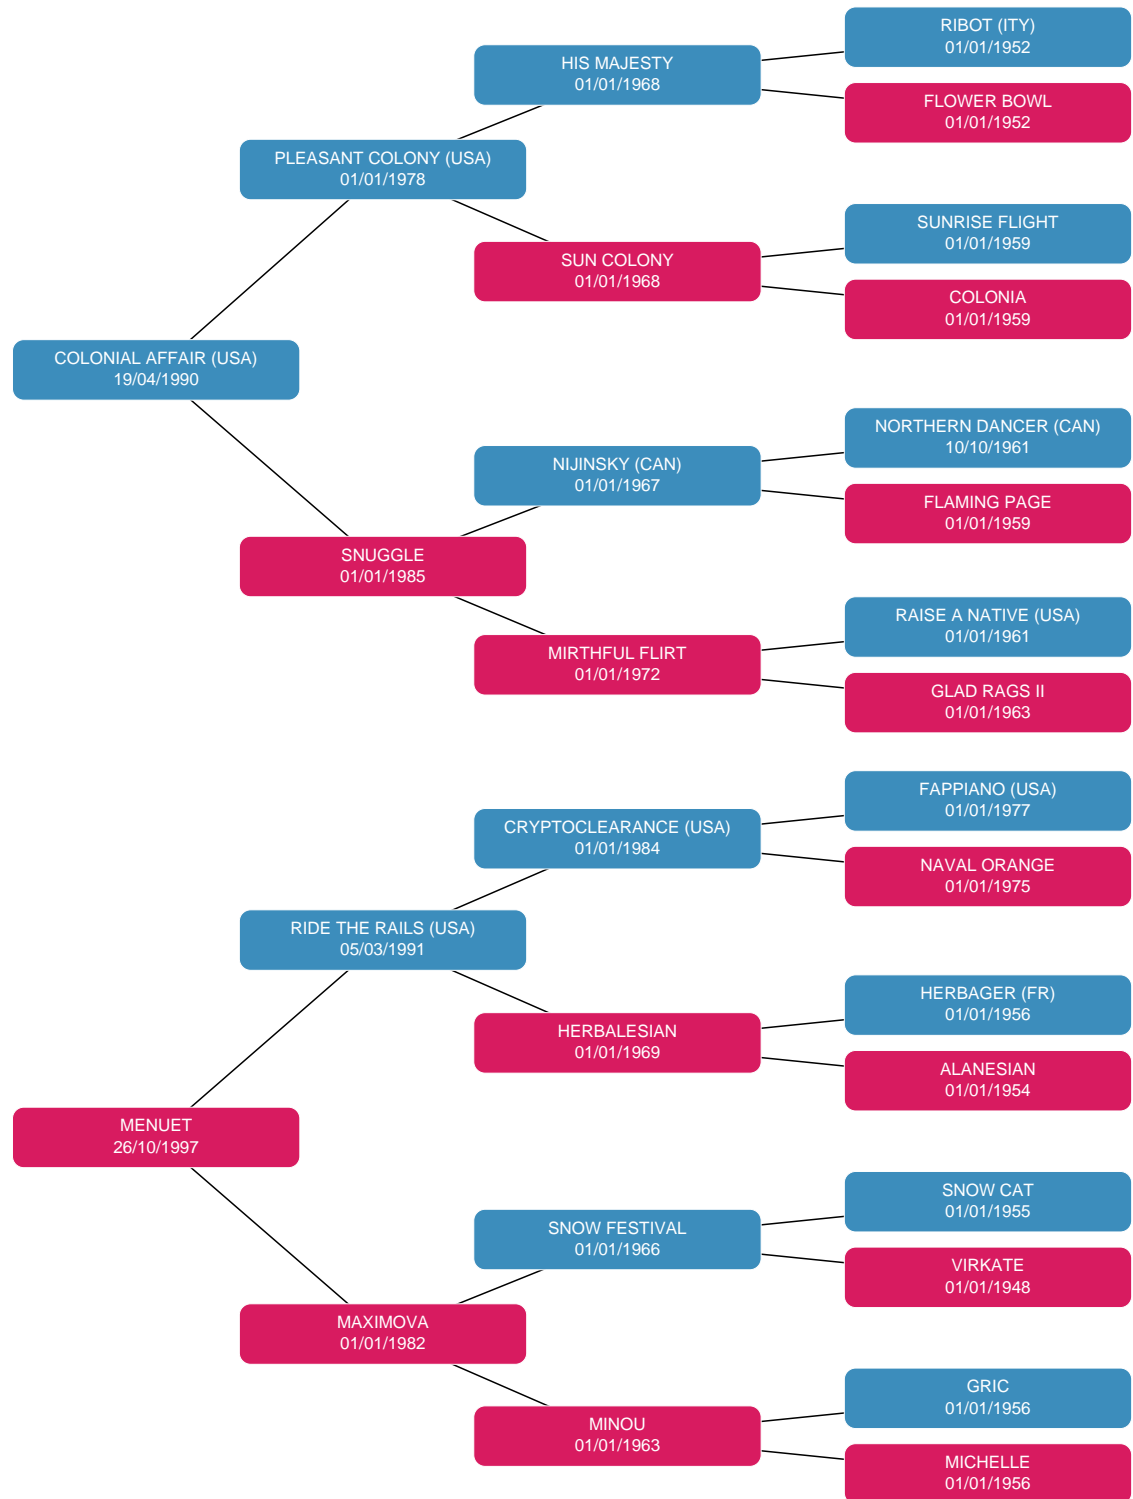 RIBOT (ITY)
01/01/1952
HIS MAJESTY
01/01/1968
FLOWER BOWL
01/01/1952
PLEASANT COLONY (USA)
01/01/1978
SUNRISE FLIGHT
01/01/1959
SUN COLONY
01/01/1968
COLONIA
01/01/1959
COLONIAL AFFAIR (USA)
19/04/1990
NORTHERN DANCER (CAN)
10/10/1961
NIJINSKY (CAN)
01/01/1967
FLAMING PAGE
01/01/1959
SNUGGLE
01/01/1985
RAISE A NATIVE (USA)
01/01/1961
MIRTHFUL FLIRT
01/01/1972
GLAD RAGS II
01/01/1963
FAPPIANO (USA)
01/01/1977
CRYPTOCLEARANCE (USA)
01/01/1984
NAVAL ORANGE
01/01/1975
RIDE THE RAILS (USA)
05/03/1991
HERBAGER (FR)
01/01/1956
HERBALESIAN
01/01/1969
ALANESIAN
01/01/1954
MENUET
26/10/1997
SNOW CAT
01/01/1955
SNOW FESTIVAL
01/01/1966
VIRKATE
01/01/1948
MAXIMOVA
01/01/1982
GRIC
01/01/1956
MINOU
01/01/1963
MICHELLE
01/01/1956